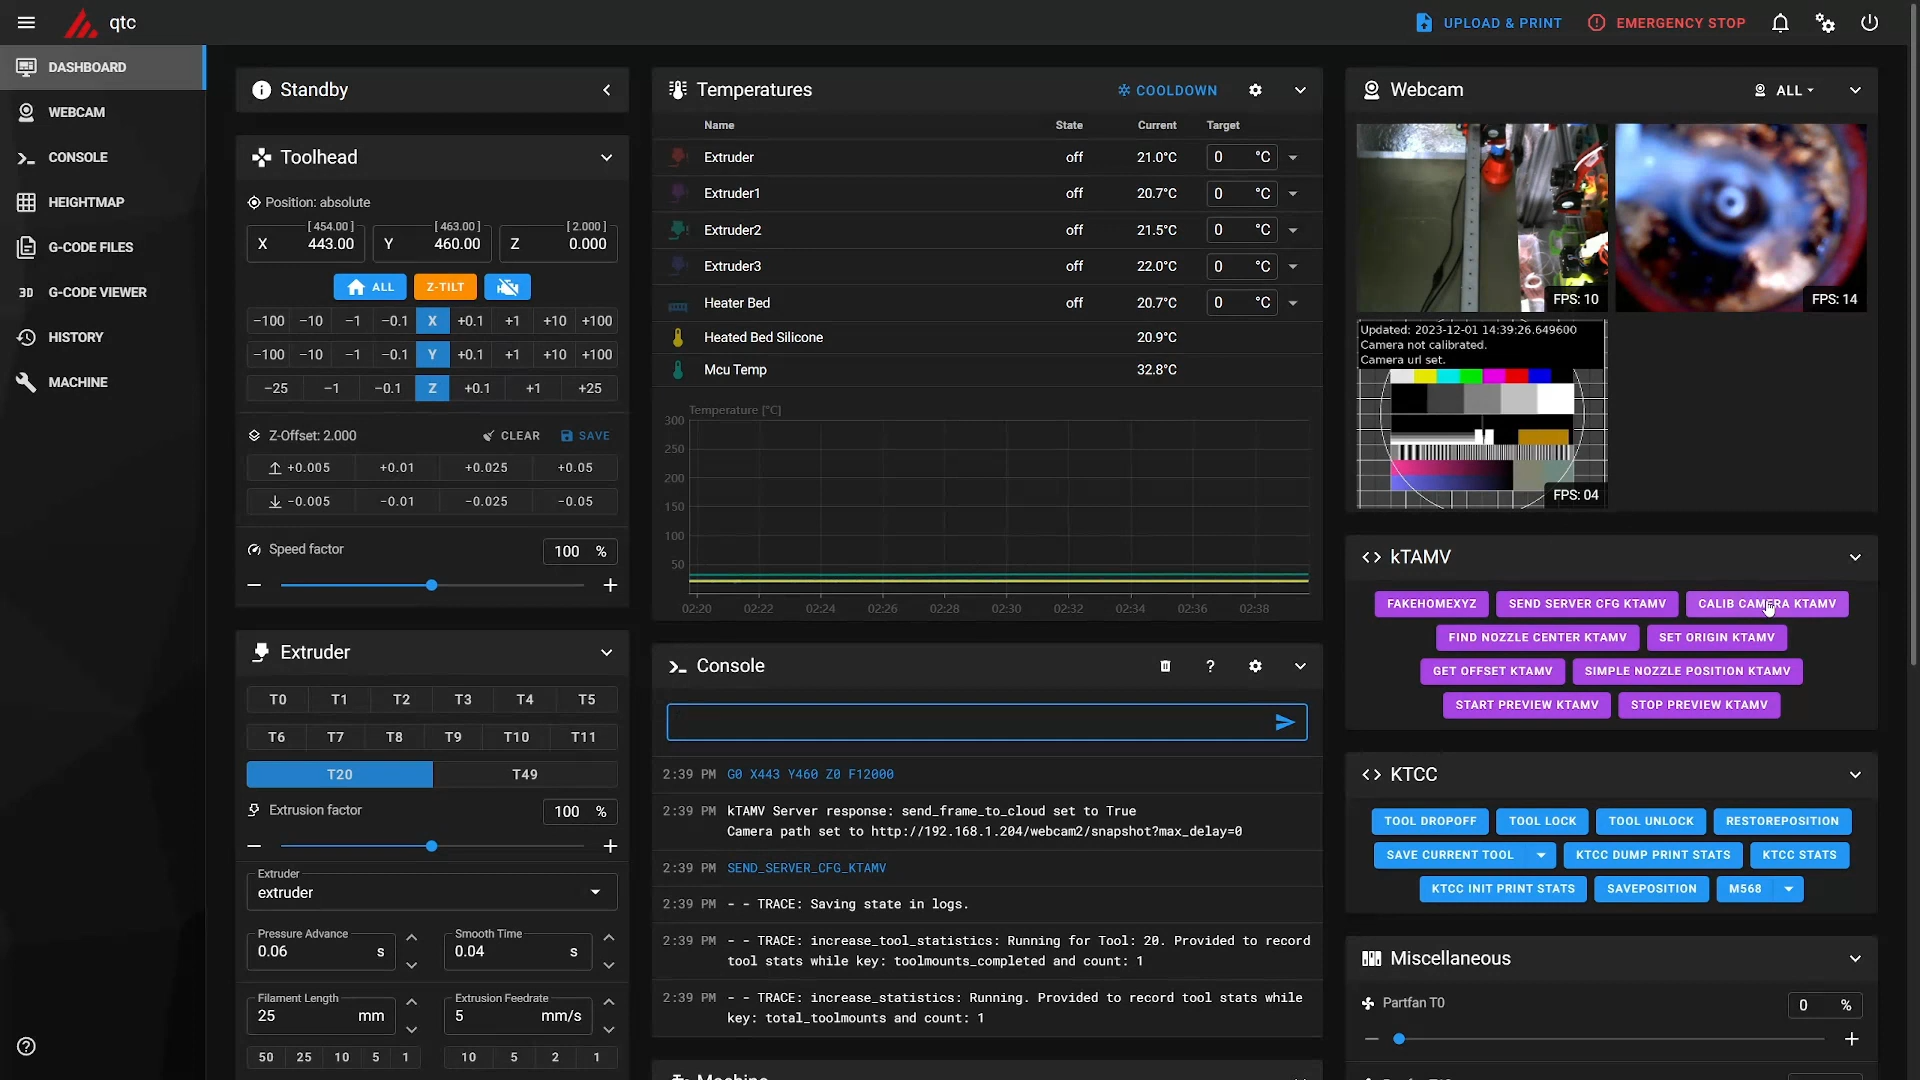 qtc
UPLOAD & PRINT
EMERGENCY STOP
DASHBOARD
WEBCAM
CONSOLE
HEIGHTMAP
G-CODE FILES
3D G-CODE VIEWER
HISTORY
MACHINE
Standby
Toolhead
Position: absolute
[ 454.00 ] [ 463.00 ] [ 2.000 ]
X 443.00 Y 460.00 Z 0.000
ALL Z-TILT
−100 −10 −1 −0.1 X +0.1 +1 +10 +100
−100 −10 −1 −0.1 Y +0.1 +1 +10 +100
−25 −1 −0.1 Z +0.1 +1 +25
Z-Offset: 2.000 CLEAR SAVE
+0.005 +0.01 +0.025 +0.05
−0.005 −0.01 −0.025 −0.05
Speed factor 100 %
Extruder
T0 T1 T2 T3 T4 T5
T6 T7 T8 T9 T10 T11
T20 T49
Extrusion factor 100 %
Extruder
extruder
Pressure Advance Smooth Time
0.06 s 0.04 s
Filament Length Extrusion Feedrate
25 mm 5 mm/s
50 25 10 5 1 10 5 2 1
Temperatures COOLDOWN
Name State Current Target
Extruder off 21.0°C 0 °C
Extruder1 off 20.7°C 0 °C
Extruder2 off 21.5°C 0 °C
Extruder3 off 22.0°C 0 °C
Heater Bed off 20.7°C 0 °C
Heated Bed Silicone 20.9°C
Mcu Temp 32.8°C
Temperature [°C]
300
250
200
150
100
50
02:20 02:22 02:24 02:26 02:28 02:30 02:32 02:34 02:36 02:38
Console
2:39 PM G0 X443 Y460 Z0 F12000
2:39 PM kTAMV Server response: send_frame_to_cloud set to True
Camera path set to http://192.168.1.204/webcam2/snapshot?max_delay=0
2:39 PM SEND_SERVER_CFG_KTAMV
2:39 PM - - TRACE: Saving state in logs.
2:39 PM - - TRACE: increase_tool_statistics: Running for Tool: 20. Provided to record
tool stats while key: toolmounts_completed and count: 1
2:39 PM - - TRACE: increase_statistics: Running. Provided to record tool stats while
key: total_toolmounts and count: 1
Webcam ALL
FPS: 10
FPS: 14
Updated: 2023-12-01 14:39:26.649600
Camera not calibrated.
Camera url set.
FPS: 04
kTAMV
FAKEHOMEXYZ SEND SERVER CFG KTAMV CALIB CAMERA KTAMV
FIND NOZZLE CENTER KTAMV SET ORIGIN KTAMV
GET OFFSET KTAMV SIMPLE NOZZLE POSITION KTAMV
START PREVIEW KTAMV STOP PREVIEW KTAMV
KTCC
TOOL DROPOFF TOOL LOCK TOOL UNLOCK RESTOREPOSITION
SAVE CURRENT TOOL KTCC DUMP PRINT STATS KTCC STATS
KTCC INIT PRINT STATS SAVEPOSITION M568
Miscellaneous
Partfan T0 0 %